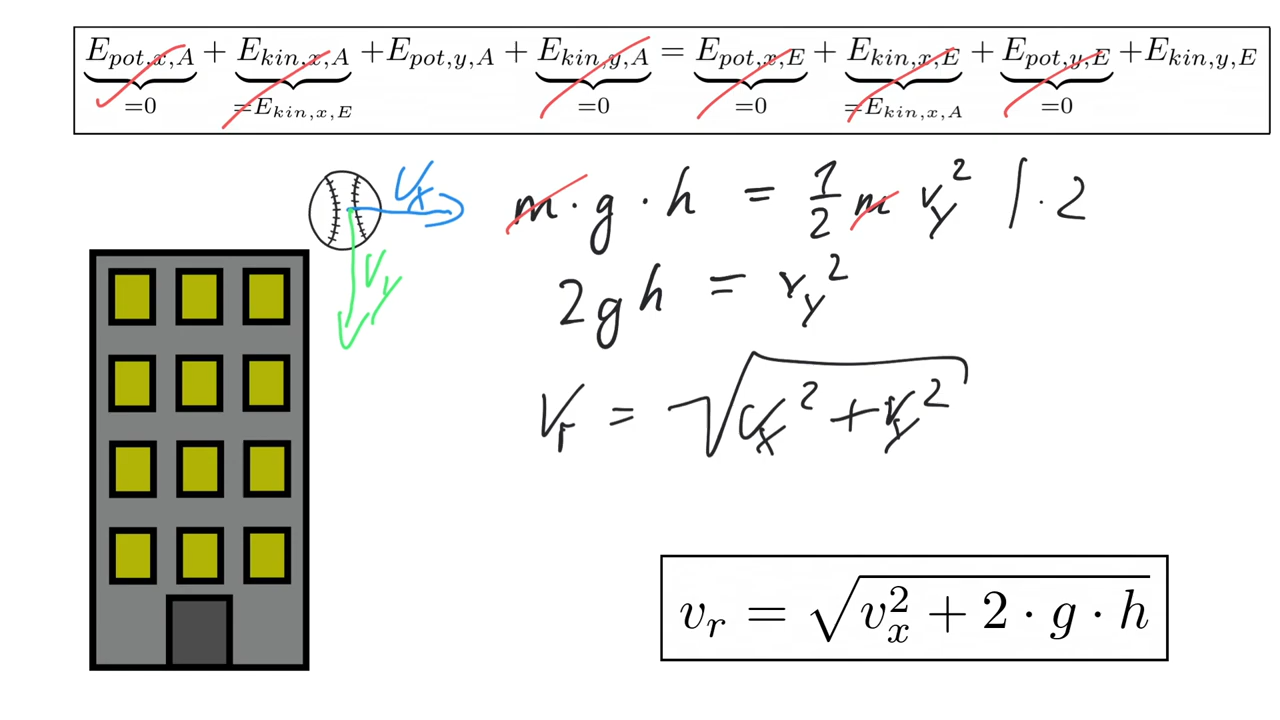 E_{pot,x,A} + E_{kin,x,A} + E_{pot,y,A} + E_{kin,y,A} = E_{pot,x,E} + E_{kin,x,E} + E_{pot,y,E} + E_{kin,y,E}
=0 =E_{kin,x,E} =0 =0 =E_{kin,x,A} =0
v_x
v_y
m · g · h = 1/2 m v_y^2 | · 2
2gh = v_y^2
v_r = √(v_x^2 + v_y^2)
v_r = √(v_x^2 + 2 · g · h)